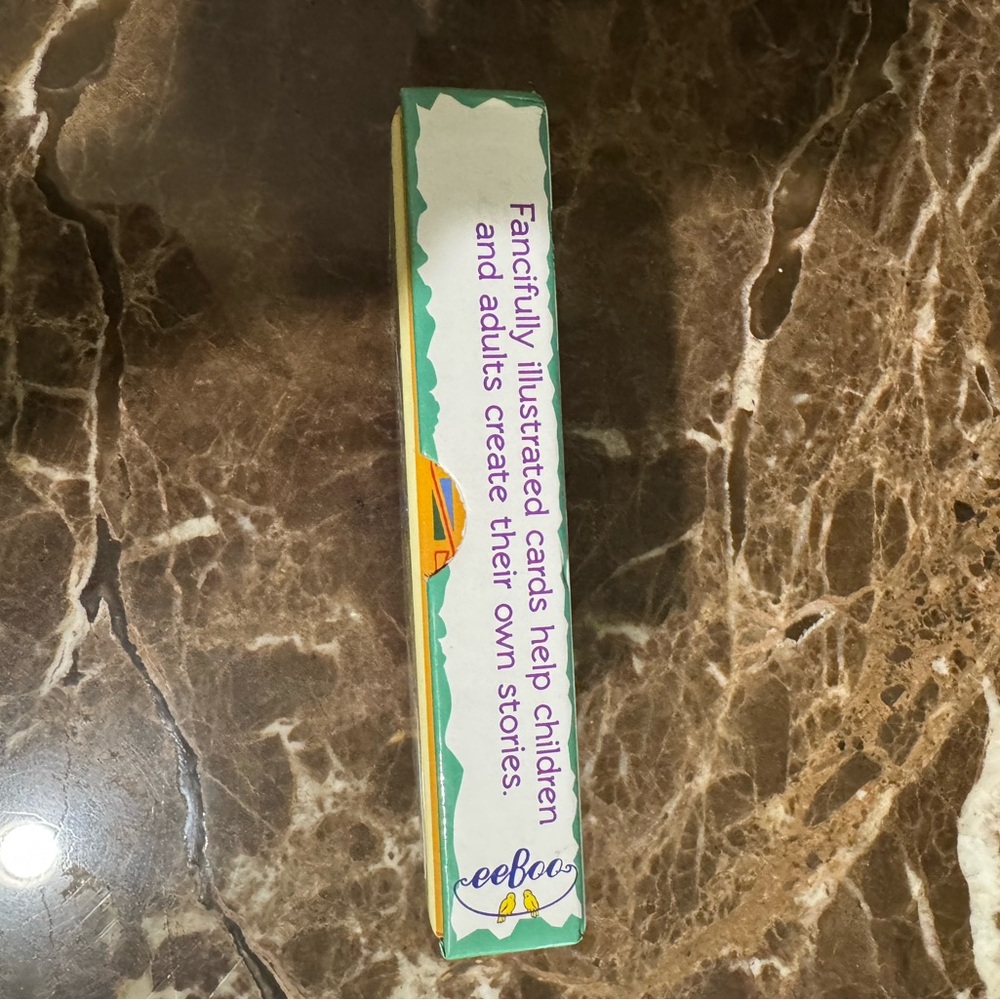 Fancifully illustrated cards help children
and adults create their own stories.
eeBoo